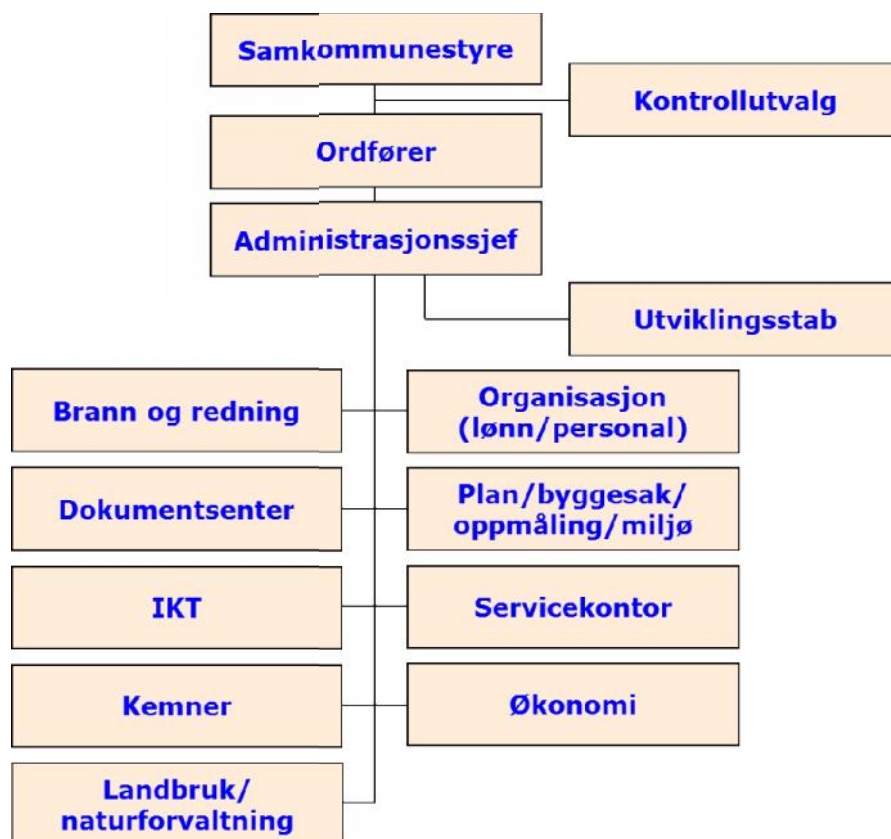 Samkommunestyre
Kontrollutvalg
Ordfører
Administrasjonssjef
Utviklingsstab
Brann og redning
Organisasjon
(lønn/personal)
Dokumentsenter
Plan/byggesak/
oppmåling/miljø
IKT
Servicekontor
Kemner
Økonomi
Landbruk/
naturforvaltning